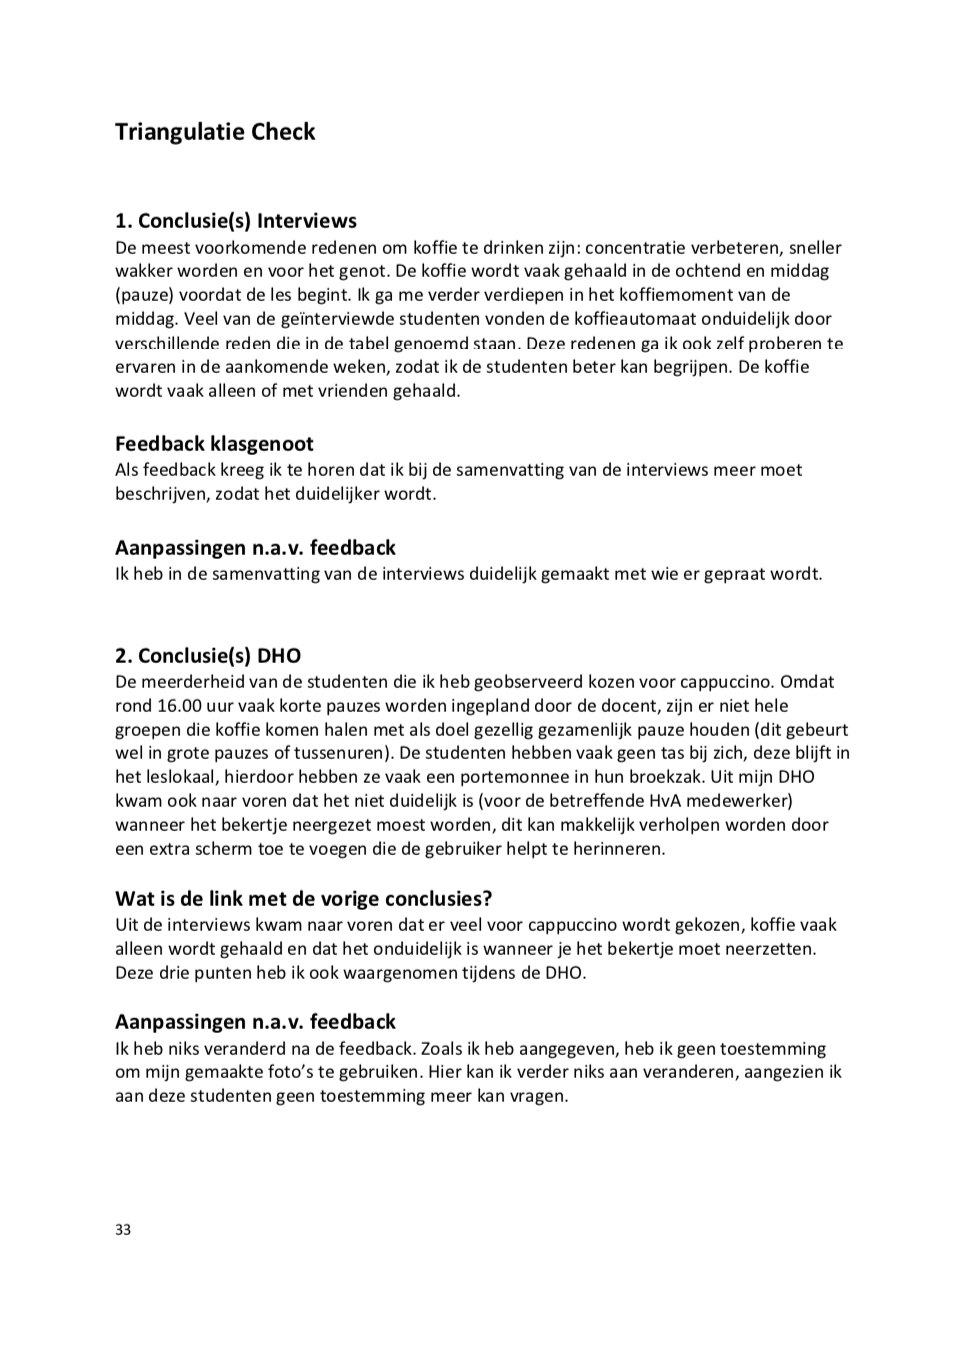 Triangulatie Check
1. Conclusie(s) Interviews
De meest voorkomende redenen om koffie te drinken zijn: concentratie verbeteren, sneller
wakker worden en voor het genot. De koffie wordt vaak gehaald in de ochtend en middag
(pauze) voordat de les begint. Ik ga me verder verdiepen in het koffiemoment van de
middag. Veel van de geïnterviewde studenten vonden de koffieautomaat onduidelijk door
verschillende reden die in de tabel genoemd staan. Deze redenen ga ik ook zelf proberen te
ervaren in de aankomende weken, zodat ik de studenten beter kan begrijpen. De koffie
wordt vaak alleen of met vrienden gehaald.
Feedback klasgenoot
Als feedback kreeg ik te horen dat ik bij de samenvatting van de interviews meer moet
beschrijven, zodat het duidelijker wordt.
Aanpassingen n.a.v. feedback
Ik heb in de samenvatting van de interviews duidelijk gemaakt met wie er gepraat wordt.
2. Conclusie(s) DHO
De meerderheid van de studenten die ik heb geobserveerd kozen voor cappuccino. Omdat
rond 16.00 uur vaak korte pauzes worden ingepland door de docent, zijn er niet hele
groepen die koffie komen halen met als doel gezellig gezamenlijk pauze houden (dit gebeurt
wel in grote pauzes of tussenuren). De studenten hebben vaak geen tas bij zich, deze blijft in
het leslokaal, hierdoor hebben ze vaak een portemonnee in hun broekzak. Uit mijn DHO
kwam ook naar voren dat het niet duidelijk is (voor de betreffende HvA medewerker)
wanneer het bekertje neergezet moest worden, dit kan makkelijk verholpen worden door
een extra scherm toe te voegen die de gebruiker helpt te herinneren.
Wat is de link met de vorige conclusies?
Uit de interviews kwam naar voren dat er veel voor cappuccino wordt gekozen, koffie vaak
alleen wordt gehaald en dat het onduidelijk is wanneer je het bekertje moet neerzetten.
Deze drie punten heb ik ook waargenomen tijdens de DHO.
Aanpassingen n.a.v. feedback
Ik heb niks veranderd na de feedback. Zoals ik heb aangegeven, heb ik geen toestemming
om mijn gemaakte foto’s te gebruiken. Hier kan ik verder niks aan veranderen, aangezien ik
aan deze studenten geen toestemming meer kan vragen.
33